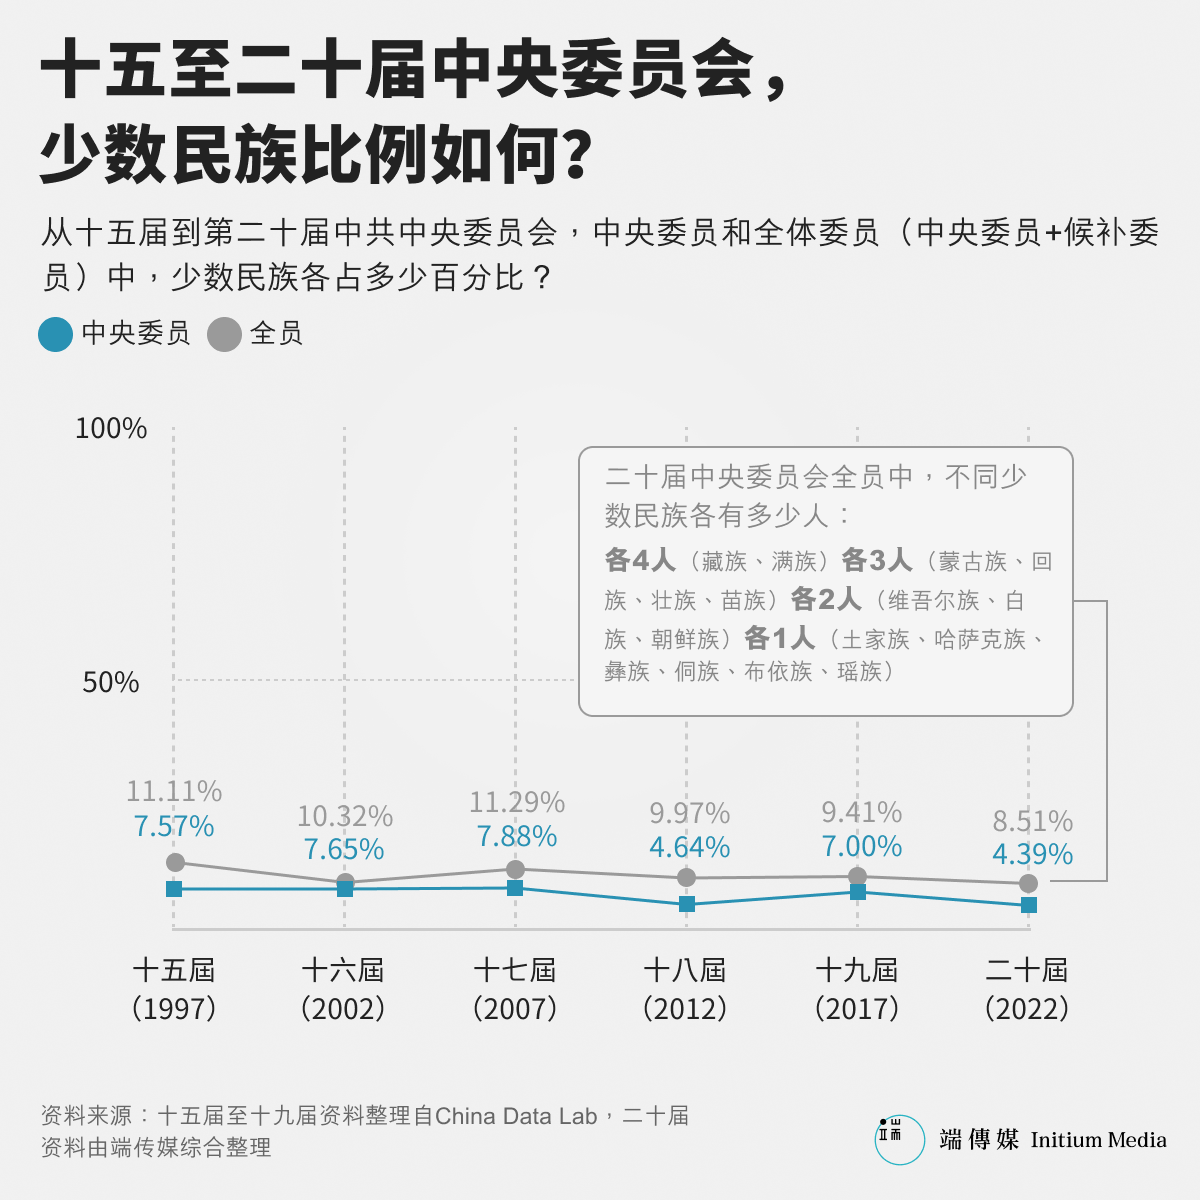 十五至二十届中央委员会，
少数民族比例如何？
从十五届到第二十届中共中央委员会，中央委员和全体委员（中央委员+候补委
员）中，少数民族各占多少百分比？
中央委员 全员
100%
二十届中央委员会全员中，不同少
数民族各有多少人：
各4人（藏族、满族）各3人（蒙古族、回
族、壮族、苗族）各2人（维吾尔族、白
族、朝鲜族）各1人（土家族、哈萨克族、
彝族、侗族、布依族、瑶族）
50%
11.11% 10.32% 11.29% 9.97% 9.41% 8.51%
7.57% 7.65% 7.88% 4.64% 7.00% 4.39%
十五屆 十六屆 十七屆 十八屆 十九屆 二十屆
（1997） （2002） （2007） （2012） （2017） （2022）
资料来源：十五届至十九届资料整理自China Data Lab，二十届
资料由端传媒综合整理
端傳媒 Initium Media